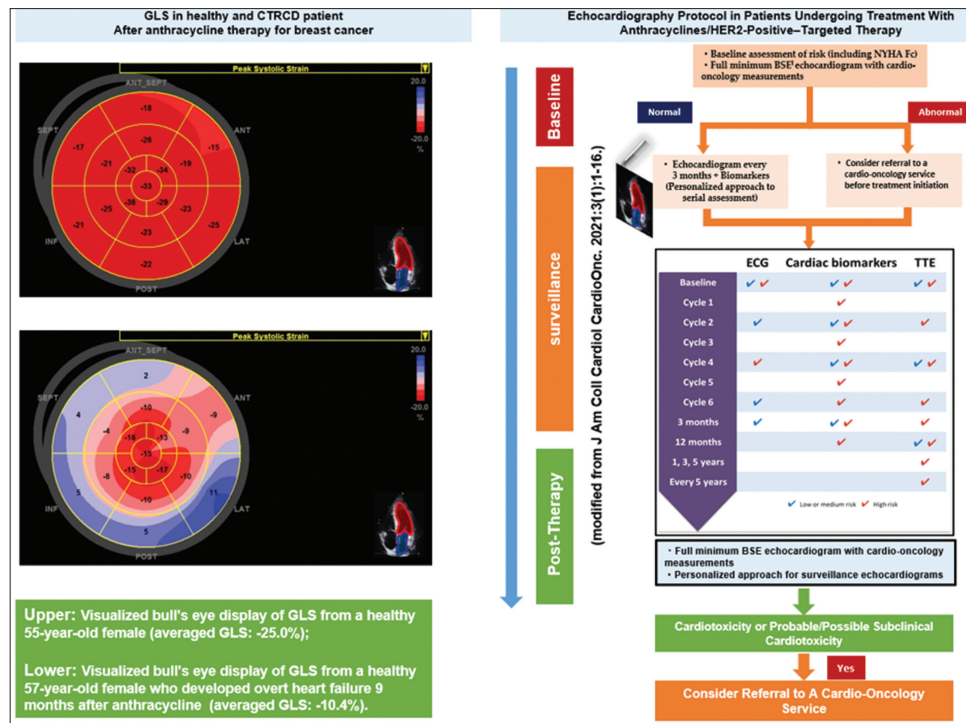 GLS in healthy and CTRCD patient
After anthracycline therapy for breast cancer
Peak Systolic Strain
ANT_SEPT
SEPT
ANT
INF
LAT
POST
20.0
-20.0
%
-18
-17
-15
-26
-21
-19
-32
-34
-33
-36
-29
-25
-23
-21
-25
-23
-22
Peak Systolic Strain
ANT_SEPT
SEPT
ANT
INF
LAT
POST
20.0
-20.0
%
2
4
-9
-10
-4
-9
-16
-13
-13
-15
-17
-8
-10
-10
5
11
5
Upper: Visualized bull's eye display of GLS from a healthy
55-year-old female (averaged GLS: -25.0%);
Lower: Visualized bull's eye display of GLS from a healthy
57-year-old female who developed overt heart failure 9
months after anthracycline (averaged GLS: -10.4%).
Echocardiography Protocol in Patients Undergoing Treatment With
Anthracyclines/HER2-Positive–Targeted Therapy
Baseline
surveillance
Post-Therapy
(modified from J Am Coll Cardiol CardioOnc. 2021:3(1):1-16.)
• Baseline assessment of risk (including NYHA Fc)
• Full minimum BSE echocardiogram with cardio-
oncology measurements
Normal
Abnormal
• Echocardiogram every
3 months + Biomarkers
(Personalized approach to
serial assessment)
• Consider referral to a
cardio-oncology service
before treatment initiation
ECG Cardiac biomarkers TTE
Baseline ✓ ✓ ✓ ✓ ✓ ✓
Cycle 1 ✓
Cycle 2 ✓ ✓ ✓ ✓
Cycle 3 ✓
Cycle 4 ✓ ✓ ✓ ✓ ✓
Cycle 5 ✓
Cycle 6 ✓ ✓ ✓
3 months ✓ ✓ ✓ ✓
12 months ✓ ✓ ✓
1, 3, 5 years ✓
Every 5 years ✓
✓ Low or medium risk ✓ High risk
• Full minimum BSE echocardiogram with cardio-oncology
measurements
• Personalized approach for surveillance echocardiograms
Cardiotoxicity or Probable/Possible Subclinical
Cardiotoxicity
Yes
Consider Referral to A Cardio-Oncology
Service